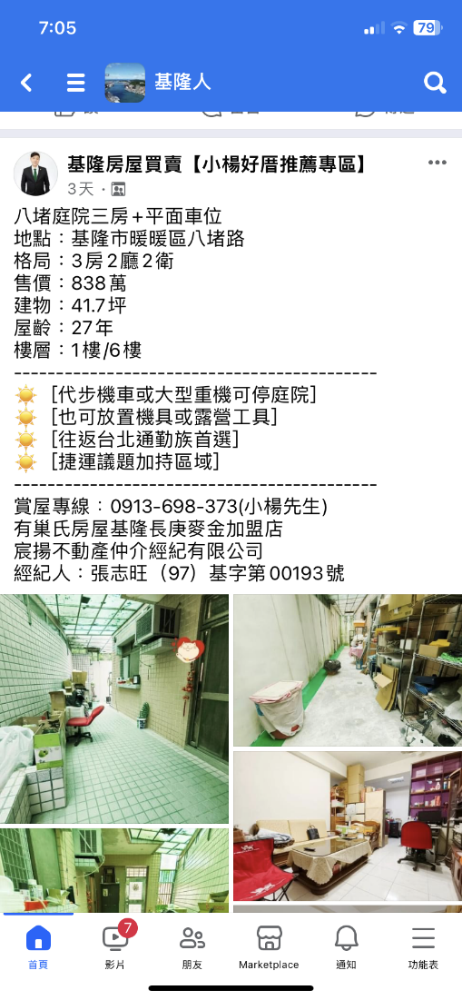 7:05
79
基隆人
基隆房屋買賣【小楊好厝推薦專區】
3天 ·
八堵庭院三房+平面車位
地點：基隆市暖暖區八堵路
格局：3房2廳2衛
售價：838萬
建物：41.7坪
屋齡：27年
樓層：1樓/6樓
-------------------------------------------
[代步機車或大型重機可停庭院]
[也可放置機具或露營工具]
[往返台北通勤族首選]
[捷運議題加持區域]
-------------------------------------------
賞屋專線：0913-698-373(小楊先生)
有巢氏房屋基隆長庚麥金加盟店
宸揚不動產仲介經紀有限公司
經紀人：張志旺（97）基字第00193號
7
首頁
影片
朋友
Marketplace
通知
功能表